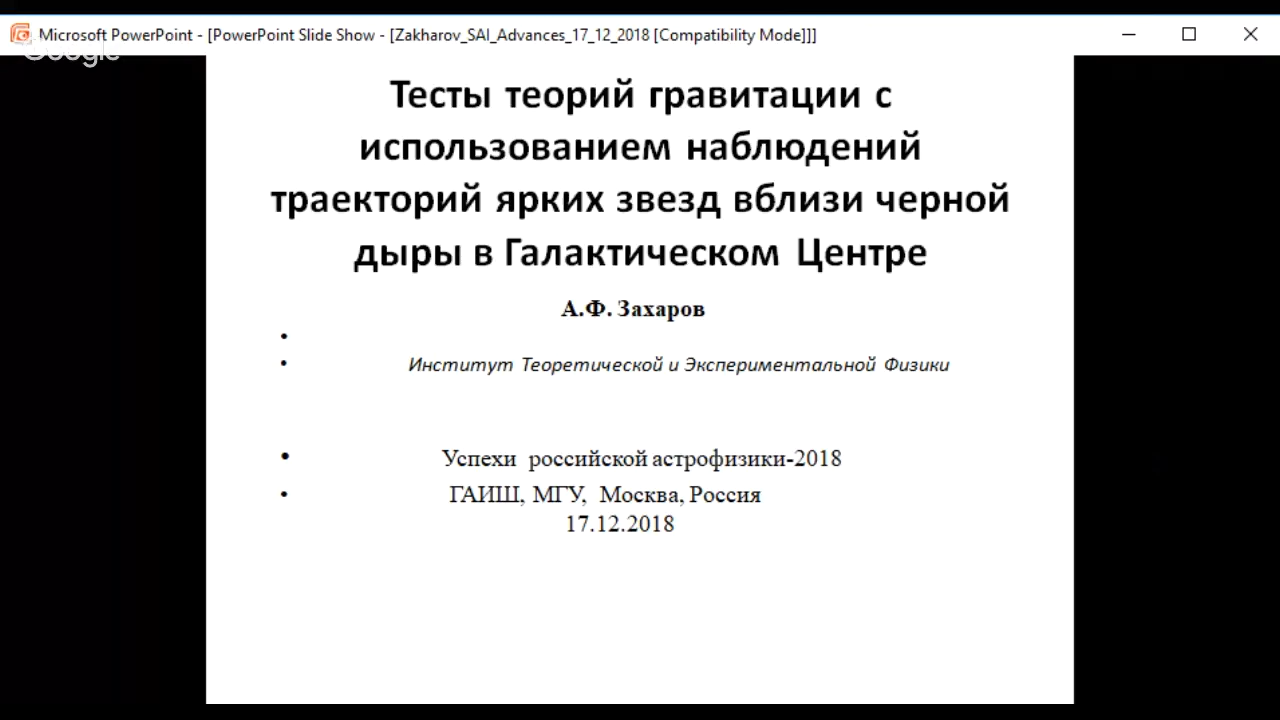 Microsoft PowerPoint - [PowerPoint Slide Show - [Zakharov_SAI_Advances_17_12_2018 [Compatibility Mode]]]
Google
Тесты теорий гравитации с
использованием наблюдений
траекторий ярких звезд вблизи черной
дыры в Галактическом Центре
А.Ф. Захаров
•
• Институт Теоретической и Экспериментальной Физики
• Успехи российской астрофизики-2018
• ГАИШ, МГУ, Москва, Россия
17.12.2018